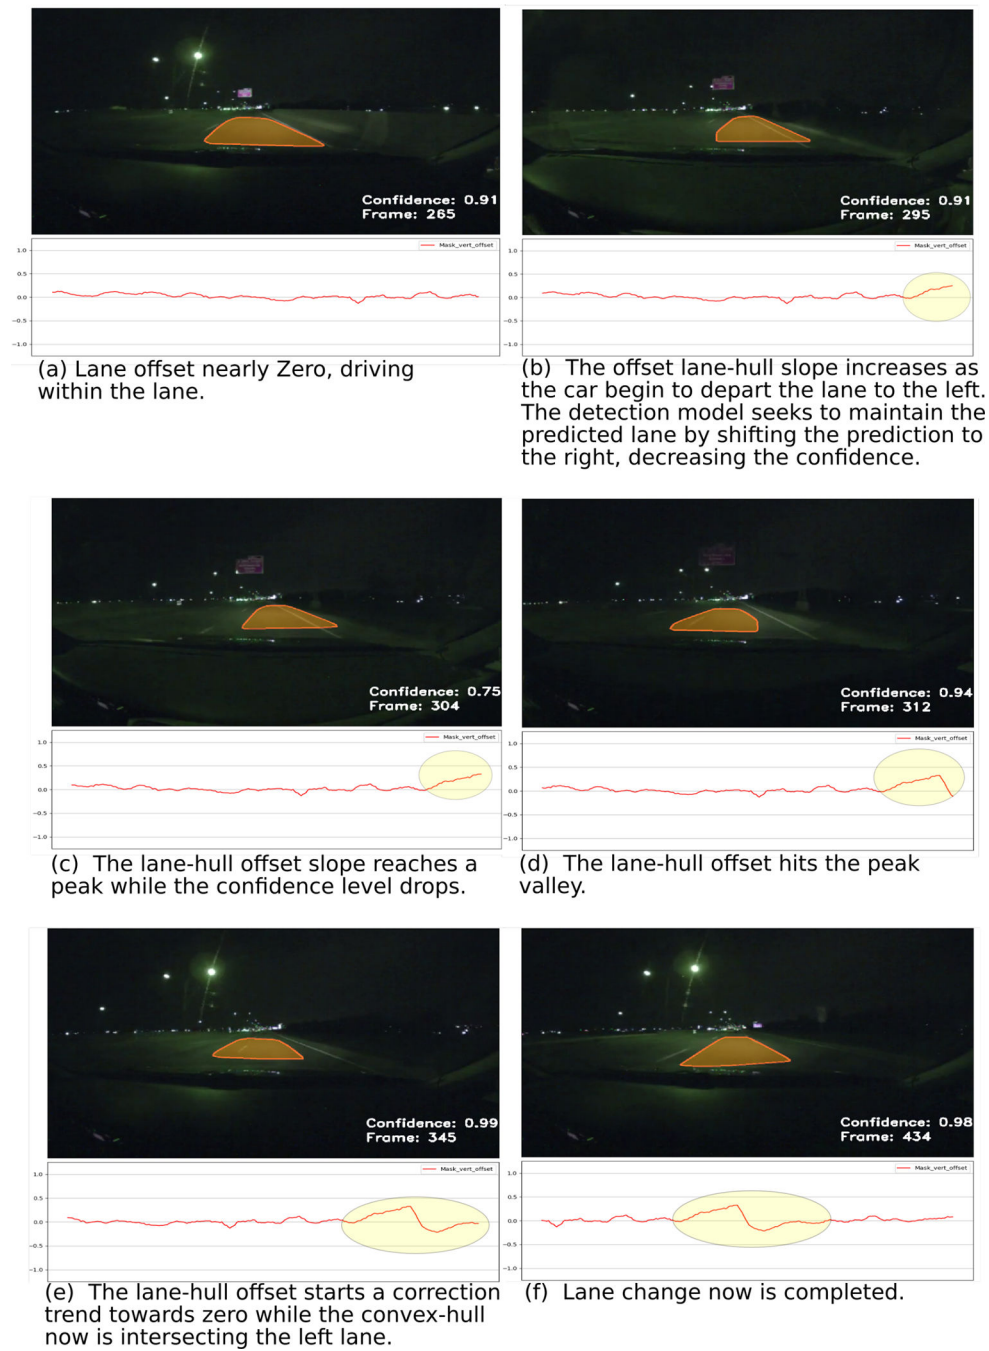 Confidence: 0.91
Frame: 265
Mask_vert_offset
1.0
0.5
0.0
−0.5
−1.0
(a) Lane offset nearly Zero, driving
within the lane.
Confidence: 0.91
Frame: 295
Mask_vert_offset
1.0
0.5
0.0
−0.5
−1.0
(b) The offset lane-hull slope increases as
the car begin to depart the lane to the left.
The detection model seeks to maintain the
predicted lane by shifting the prediction to
the right, decreasing the confidence.
Confidence: 0.75
Frame: 304
Mask_vert_offset
1.0
0.5
0.0
−0.5
−1.0
(c) The lane-hull offset slope reaches a
peak while the confidence level drops.
Confidence: 0.94
Frame: 312
Mask_vert_offset
1.0
0.5
0.0
−0.5
−1.0
(d) The lane-hull offset hits the peak
valley.
Confidence: 0.99
Frame: 345
Mask_vert_offset
1.0
0.5
0.0
−0.5
−1.0
(e) The lane-hull offset starts a correction
trend towards zero while the convex-hull
now is intersecting the left lane.
Confidence: 0.98
Frame: 434
Mask_vert_offset
1.0
0.5
0.0
−0.5
−1.0
(f) Lane change now is completed.